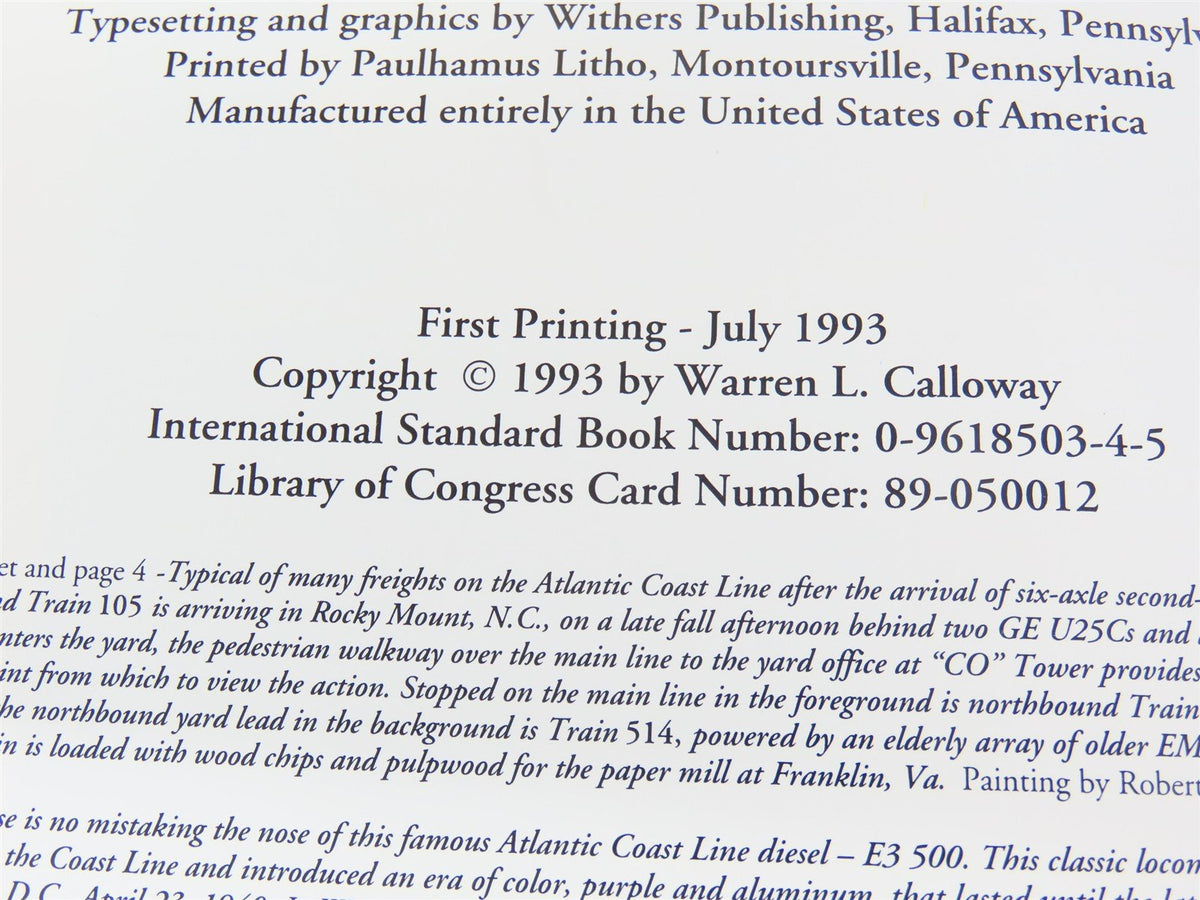 Typesetting and graphics by Withers Publishing, Halifax, Pennsylv
Printed by Paulhamus Litho, Montoursville, Pennsylvania
Manufactured entirely in the United States of America
First Printing - July 1993
Copyright © 1993 by Warren L. Calloway
International Standard Book Number: 0-9618503-4-5
Library of Congress Card Number: 89-050012
et and page 4 -Typical of many freights on the Atlantic Coast Line after the arrival of six-axle second-
d Train 105 is arriving in Rocky Mount, N.C., on a late fall afternoon behind two GE U25Cs and
nters the yard, the pedestrian walkway over the main line to the yard office at “CO” Tower provides
int from which to view the action. Stopped on the main line in the foreground is northbound Train
he northbound yard lead in the background is Train 514, powered by an elderly array of older EM
in is loaded with wood chips and pulpwood for the paper mill at Franklin, Va. Painting by Robert
se is no mistaking the nose of this famous Atlantic Coast Line diesel – E3 500. This classic locom
the Coast Line and introduced an era of color, purple and aluminum, that lasted until the
D.C., April 23,